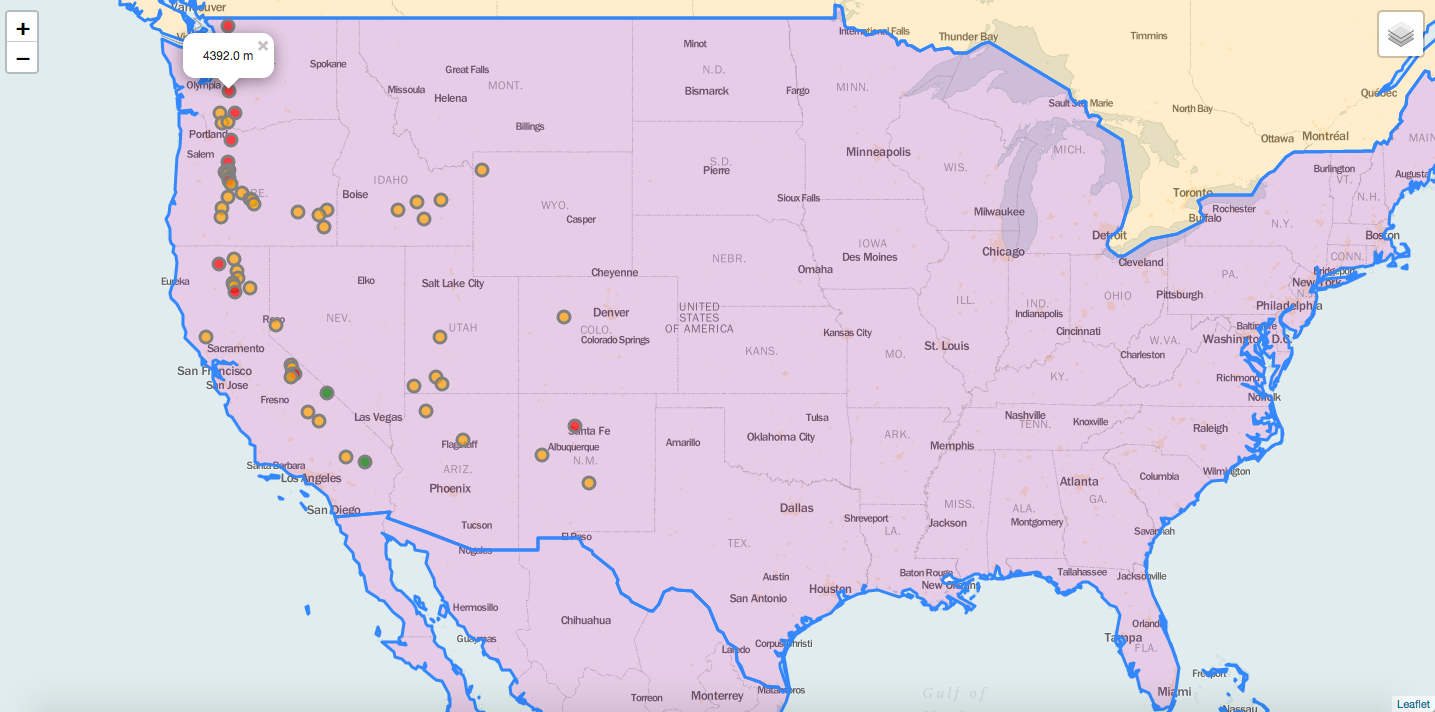 Vancouver
International Falls
Thunder Bay
Timmins
+
−
4392.0 m
×
Spokane
Minot
N.D.
Great Falls
MONT.
Missoula
Helena
Bismarck
Fargo
MINN.
Olympia
Sault Ste Marie
North Bay
Québec
Billings
Portland
Ottawa
Montréal
MAIN
Salem
Minneapolis
MICH.
WIS.
S.D.
Pierre
Burlington
VT.
Augusta
IDAHO
Boise
RE.
Toronto
N.H.
Sioux Falls
WYO.
Casper
Milwaukee
Rochester
Buffalo
N.Y.
Detroit
Boston
IOWA
Des Moines
Chicago
NEBR.
Cleveland
CONN.
Cheyenne
Omaha
PA.
Bridgeport
Eureka
Elko
Salt Lake City
New York
N.J.
ILL.
IND.
OHIO
Pittsburgh
Philadelphia
Denver
UNITED
STATES
OF AMERICA
Indianapolis
Reno
NEV.
UTAH
COLO.
Colorado Springs
Kansas City
Cincinnati
Baltimore
W.VA.
Washington D.C.
Sacramento
KANS.
MO.
St. Louis
Charleston
San Francisco
San Jose
KY.
Richmond
Fresno
Norfolk
Las Vegas
Tulsa
Nashville
TENN.
Knoxville
Raleigh
Santa Fe
Oklahoma City
ARK.
Flagstaff
Albuquerque
Amarillo
Memphis
N.M.
Santa Barbara
ARIZ.
Los Angeles
Columbia
Wilmington
Phoenix
Atlanta
GA.
San Diego
Dallas
MISS.
ALA.
Shreveport
Jackson
Montgomery
LA.
Tucson
El Paso
Savannah
TEX.
Nogales
Austin
Baton Rouge
Tallahassee
Jacksonville
Houston
New Orleans
San Antonio
Hermosillo
Chihuahua
Orlando
Guaymas
Corpus Christi
Tampa
Laredo
FLA.
Freeport
Torreon
Monterrey
Matamoros
Gulf of
Miami
Nassau
Leaflet